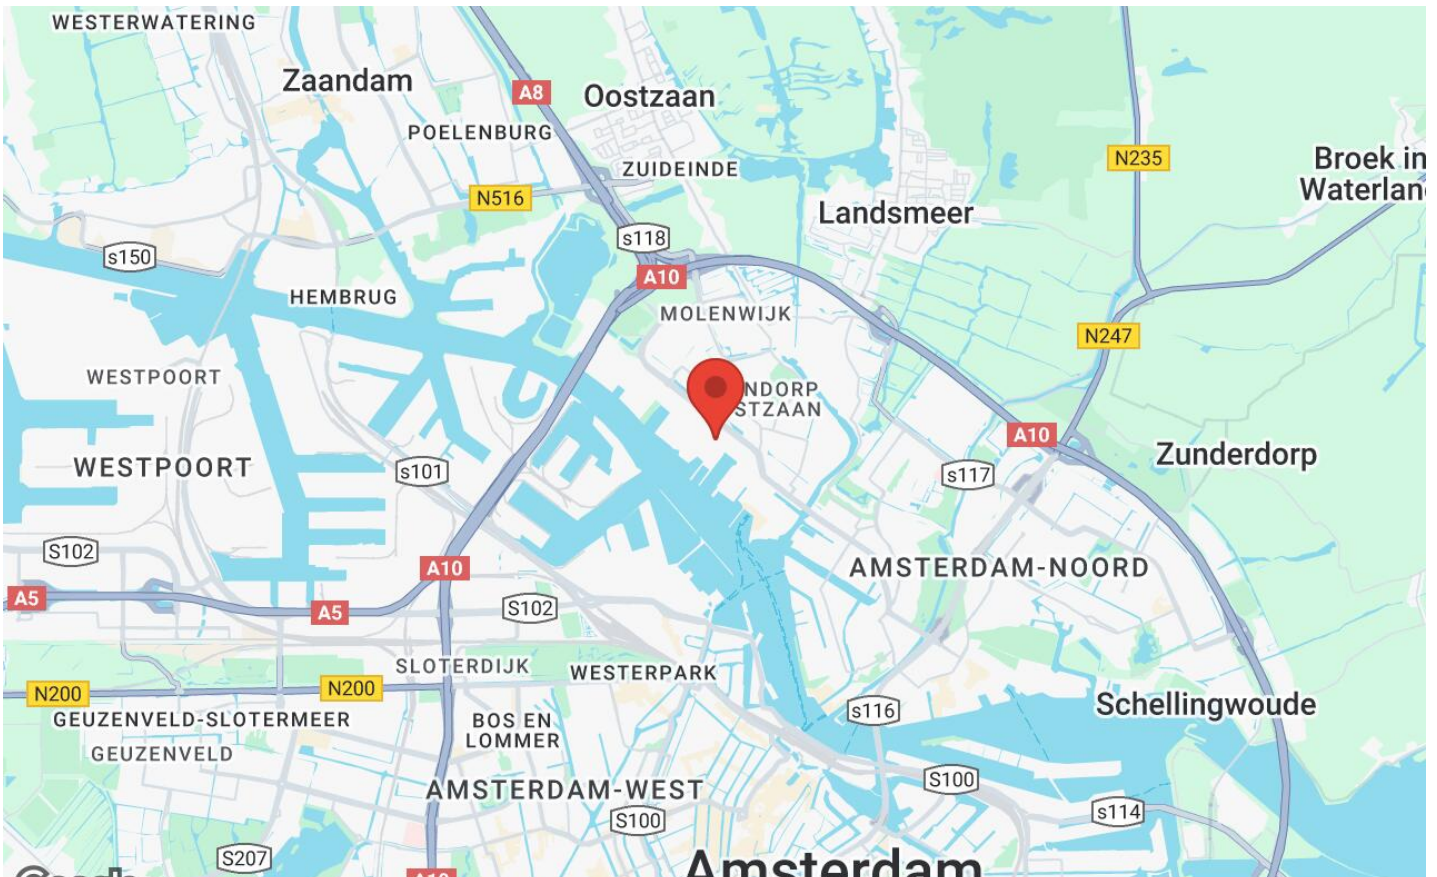 WESTERWATERING
Zaandam
A8
Oostzaan
POELENBURG
N235
Broek in
ZUIDEINDE
N516
Landsmeer
s118
s150
A10
HEMBRUG
MOLENWIJK
N247
WESTPOORT
NDORP
STZAAN
A10
Zunderdorp
WESTPOORT
s101
s117
S102
A10
AMSTERDAM-NOORD
A5
A5
S102
SLOTERDIJK
WESTERPARK
N200
N200
Schellingwoude
GEUZENVELD-SLOTERMEER
s116
BOS EN
LOMMER
GEUZENVELD
S100
AMSTERDAM-WEST
s114
S100
S207
Amsterdam